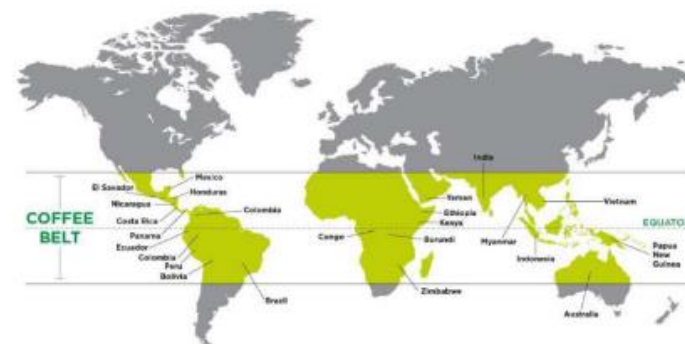 India
Mexico
El Savador
Honduras
Yemen
Nicaragua
Vietnam
COFFEE
BELT
Colombia
Ethiopia
Costa Rica
Kenya
EQUATO
Panama
Congo
Burundi
Myanmar
Ecuador
Papua
New
Guinea
Colombia
Indonesia
Peru
Bolivia
Brazil
Zimbabwe
Australia